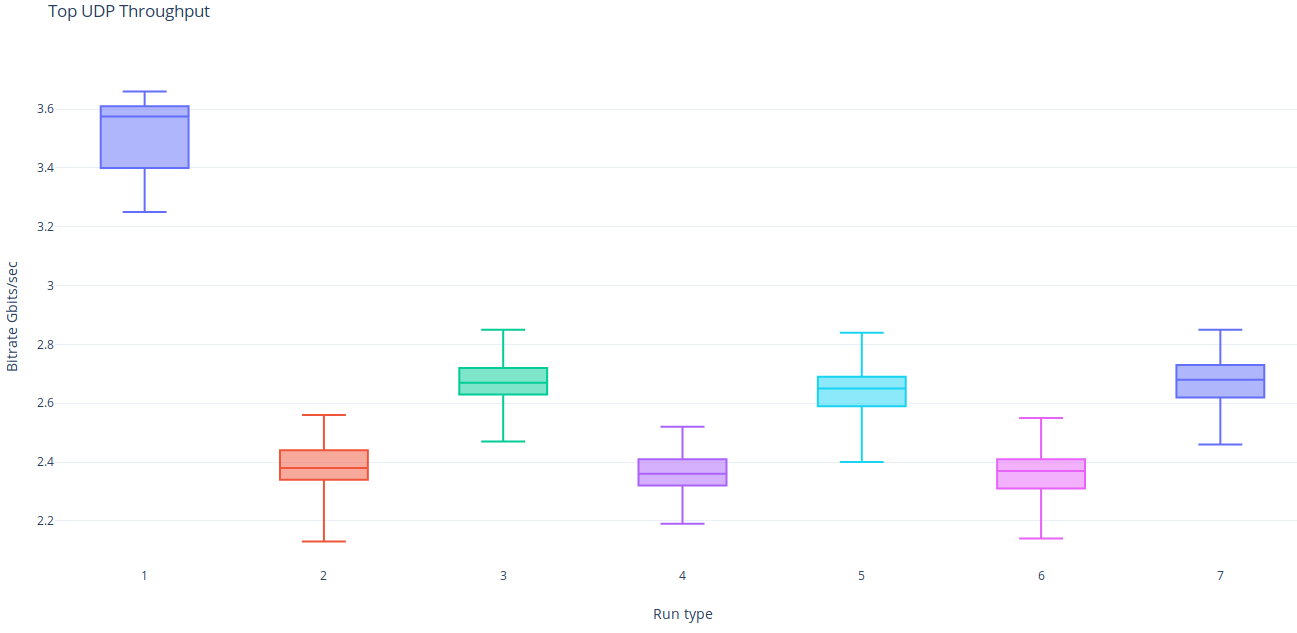 Top UDP Throughput
Bitrate Gbits/sec
3.6
3.4
3.2
3
2.8
2.6
2.4
2.2
1 2 3 4 5 6 7
Run type